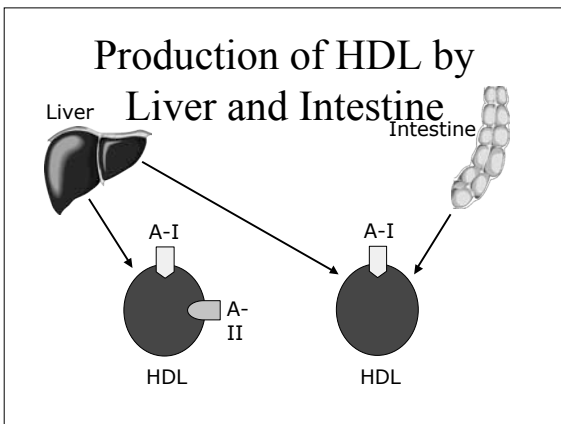 Production of HDL by
Liver and Intestine
Liver
Intestine
A-I
A-I
A-
II
HDL
HDL